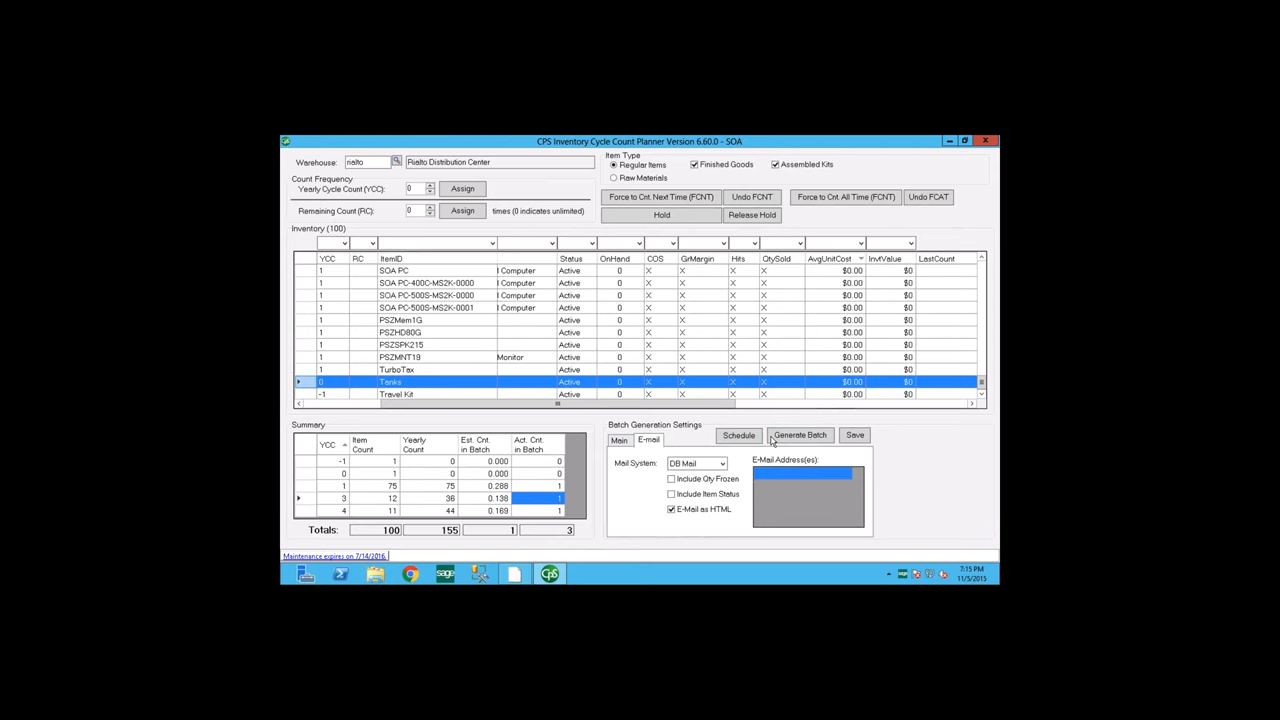 CPS Inventory Cycle Count Planner Version 6.60.0 - SOA
Warehouse: rialto Rialto Distribution Center
Item Type
Regular Items Finished Goods Assembled Kits
Raw Materials
Count Frequency
Yearly Cycle Count (YCC): 0 Assign
Remaining Count (RC): 0 Assign times (0 indicates unlimited)
Force to Cnt. Next Time (FCNT) Undo FCNT Force to Cnt. All Time (FCNT) Undo FCAT
Hold Release Hold
Inventory (100)
YCC RC ItemID Status OnHand COS GrMargin Hits QtySold AvgUnitCost InvtValue LastCount
1 SOA PC l Computer Active 0 X X X X $0.00 $0
1 SOA PC-400C-MS2K-0000 l Computer Active 0 X X X X $0.00 $0
1 SOA PC-500S-MS2K-0000 l Computer Active 0 X X X X $0.00 $0
1 SOA PC-500S-MS2K-0001 l Computer Active 0 X X X X $0.00 $0
1 PSZMem1G Active 0 X X X X $0.00 $0
1 PSZHD80G Active 0 X X X X $0.00 $0
1 PSZSPK215 Active 0 X X X X $0.00 $0
1 PSZMNT19 Monitor Active 0 X X X X $0.00 $0
1 TurboTax Active 0 X X X X $0.00 $0
0 Tanks Active 0 X X X X $0.00 $0
-1 Travel Kit Active 0 X X X X $0.00 $0
Summary
YCC Item Count Yearly Count Est. Cnt. in Batch Act. Cnt. in Batch
-1 1 0 0.000 0
0 1 0 0.000 0
1 75 75 0.288 1
3 12 36 0.138 1
4 11 44 0.169 1
Totals: 100 155 1 3
Batch Generation Settings
Main E-mail Schedule Generate Batch Save
Mail System: DB Mail E-Mail Address(es):
Include Qty Frozen
Include Item Status
E-Mail as HTML
Maintenance expires on 7/14/2016.
sage CPS
7:15 PM
11/5/2015